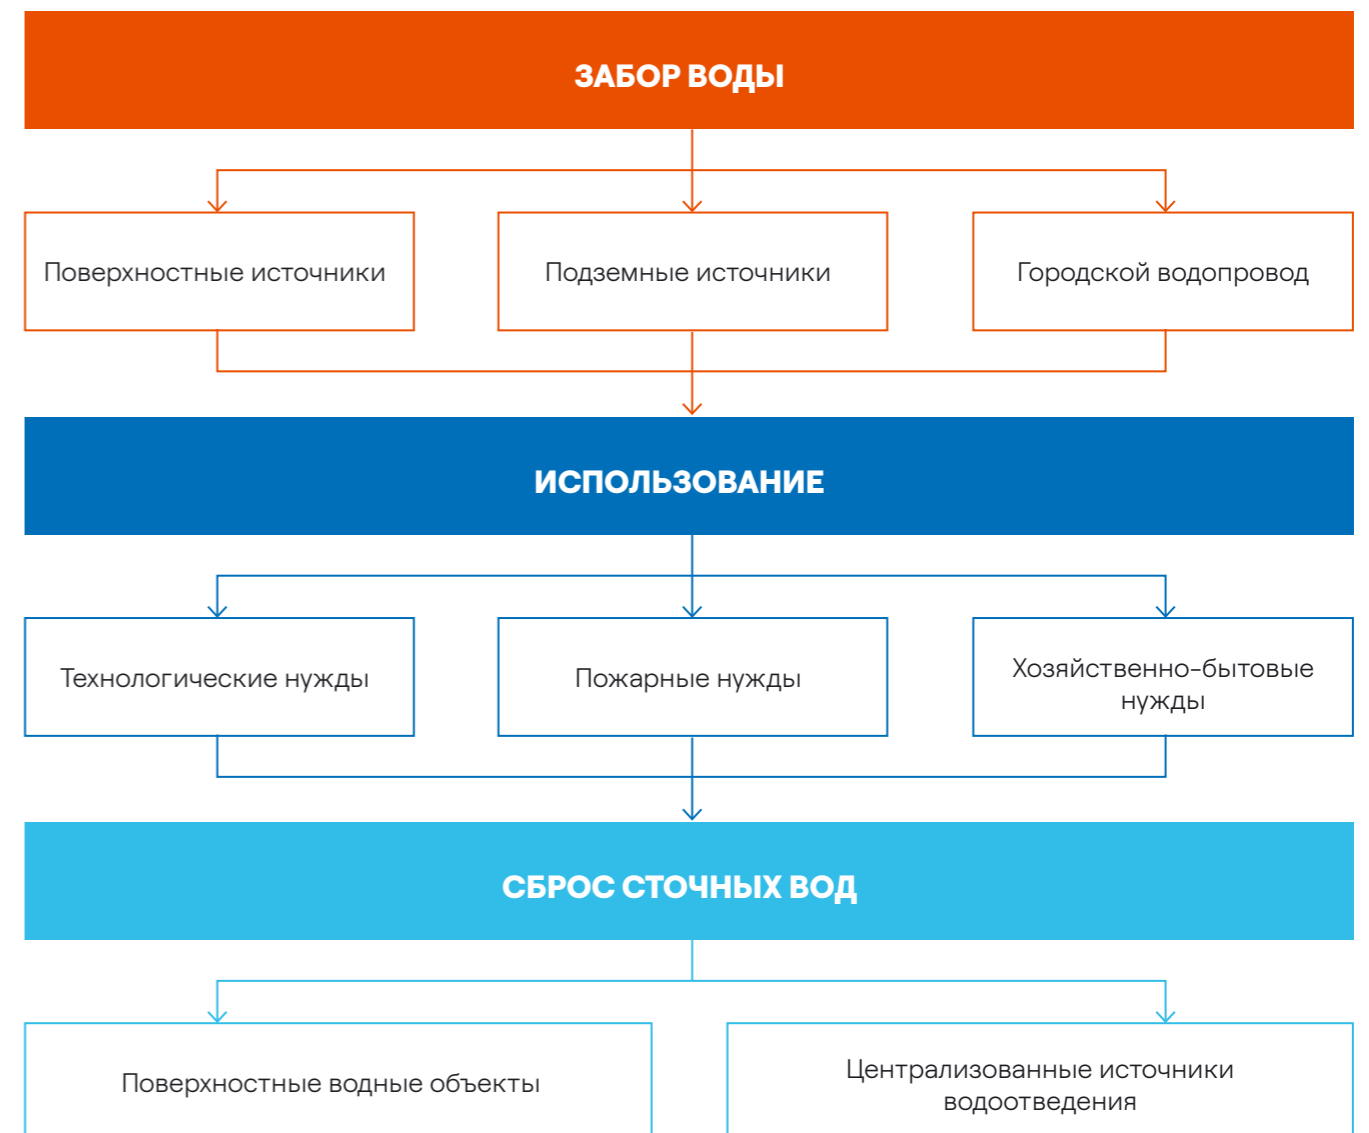 ЗАБОР ВОДЫ
Поверхностные источники
Подземные источники
Городской водопровод
ИСПОЛЬЗОВАНИЕ
Технологические нужды
Пожарные нужды
Хозяйственно-бытовые
нужды
СБРОС СТОЧНЫХ ВОД
Поверхностные водные объекты
Централизованные источники
водоотведения